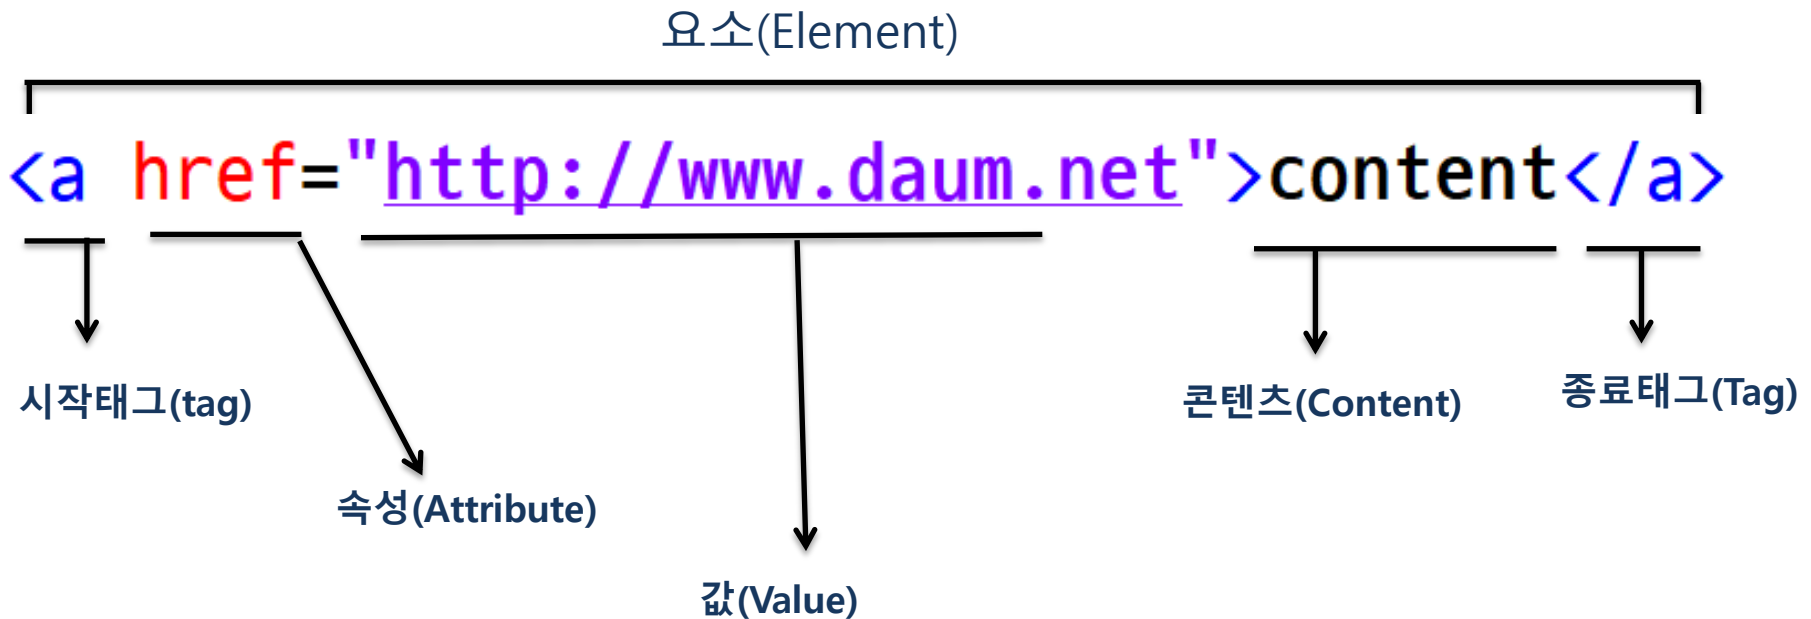 요소(Element)
<a href="http://www.daum.net">content</a>
시작태그(tag)
콘텐츠(Content)
종료태그(Tag)
속성(Attribute)
값(Value)